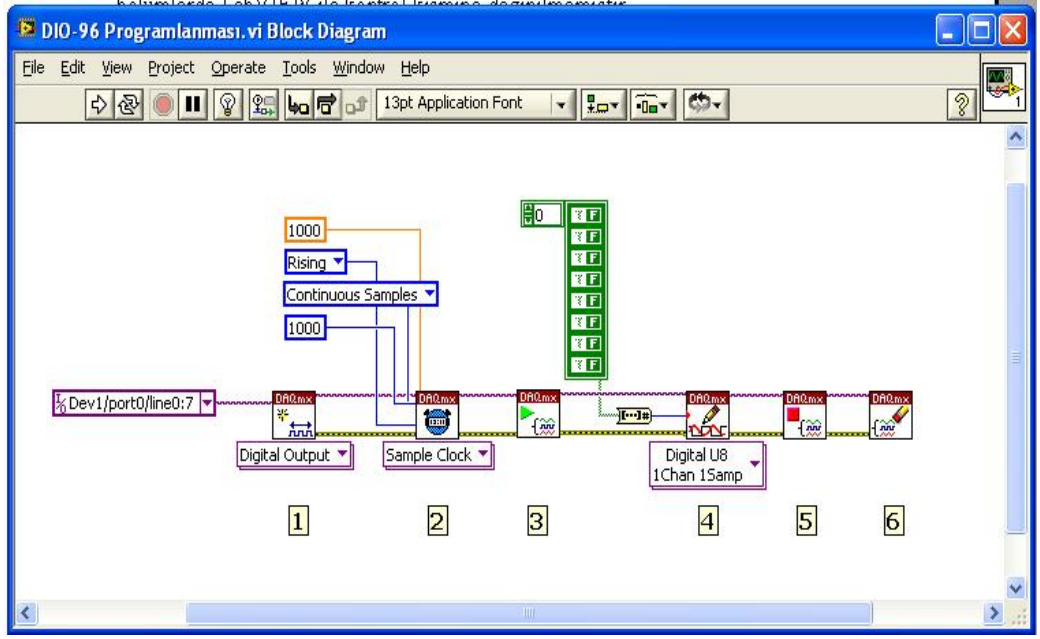 DIO-96 Programlanması.vi Block Diagram
File Edit View Project Operate Tools Window Help
13pt Application Font
1
0
1000
Rising
Continuous Samples
1000
F
F
F
F
F
F
F
F
I/O Dev1/port0/line0:7
DAQmx DAQmx DAQmx DAQmx DAQmx DAQmx
Digital Output
Sample Clock
Digital U8
1Chan 1Samp
1 2 3 4 5 6